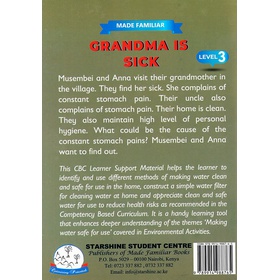 MADE FAMILIAR
GRANDMA IS
SICK
LEVEL 3
Musembei and Anna visit their grandmother in
the village. They find her sick. She complains of
constant stomach pain. Their uncle also
complains of stomach pain. Their home is clean.
They also maintain high level of personal
hygiene. What could be the cause of the
constant stomach pains? Musembei and Anna
want to find out.
This CBC Learner Support Material helps the learner to
identify and use different methods of making water clean
and safe for use in the home, construct a simple water filter
for cleaning water at home and appreciate clean and safe
water for use to reduce health risks as recommended in the
Competency Based Curriculum. It is a handy learning tool
that enhances deeper understanding of the themes 'Making
water safe for use' covered in Environmental Activities.
STARSHINE STUDENT CENTRE
Publishers of Made Familiar Books